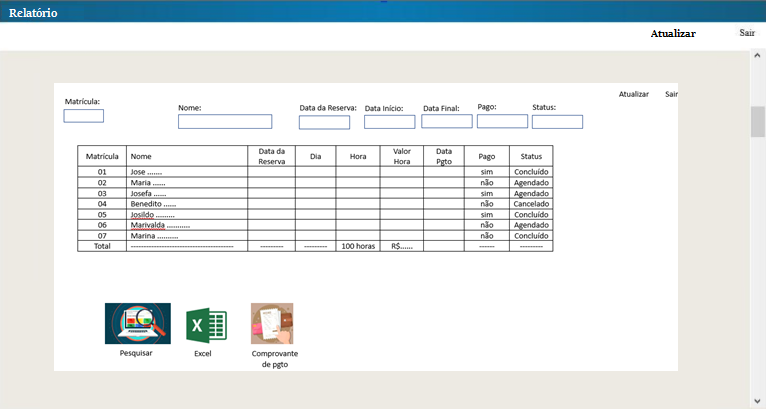 Relatório
Atualizar Sair
Atualizar Sair
Matrícula: Nome: Data da Reserva: Data Início: Data Final: Pago: Status:
Matrícula Nome Data da Reserva Dia Hora Valor Hora Data Pgto Pago Status
01 Jose ....... sim Concluído
02 Maria ...... não Agendado
03 Josefa ...... sim Agendado
04 Benedito ...... não Cancelado
05 Josildo ......... sim Concluído
06 Marivalda ........... não Agendado
07 Marina .......... não Concluído
Total ---------------------------------------- --------- --------- 100 horas R$...... ------ ---------
Pesquisar Excel Comprovante
de pgto